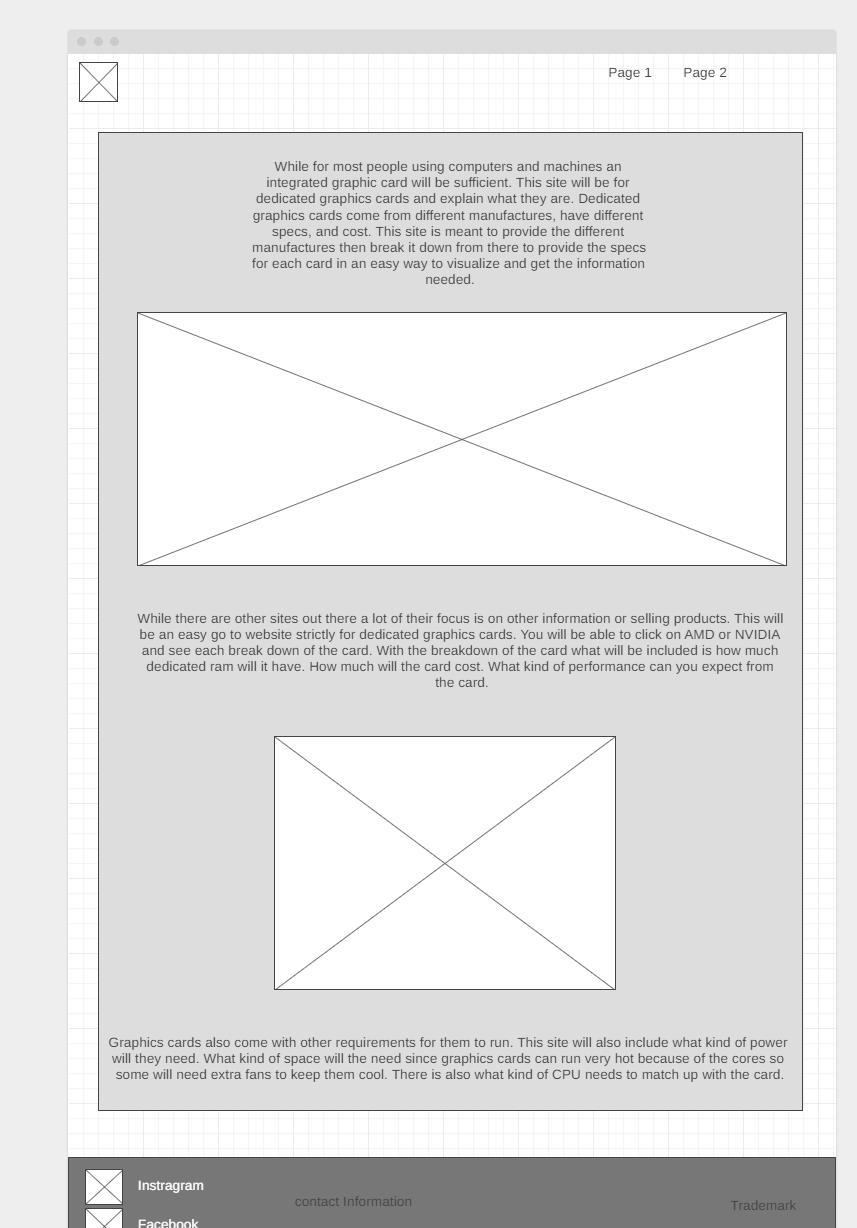 Page 1 Page 2
While for most people using computers and machines an
integrated graphic card will be sufficient. This site will be for
dedicated graphics cards and explain what they are. Dedicated
graphics cards come from different manufactures, have different
specs, and cost. This site is meant to provide the different
manufactures then break it down from there to provide the specs
for each card in an easy way to visualize and get the information
needed.
While there are other sites out there a lot of their focus is on other information or selling products. This will
be an easy go to website strictly for dedicated graphics cards. You will be able to click on AMD or NVIDIA
and see each break down of the card. With the breakdown of the card what will be included is how much
dedicated ram will it have. How much will the card cost. What kind of performance can you expect from
the card.
Graphics cards also come with other requirements for them to run. This site will also include what kind of power
will they need. What kind of space will the need since graphics cards can run very hot because of the cores so
some will need extra fans to keep them cool. There is also what kind of CPU needs to match up with the card.
Instragram
contact Information
Trademark
Facebook